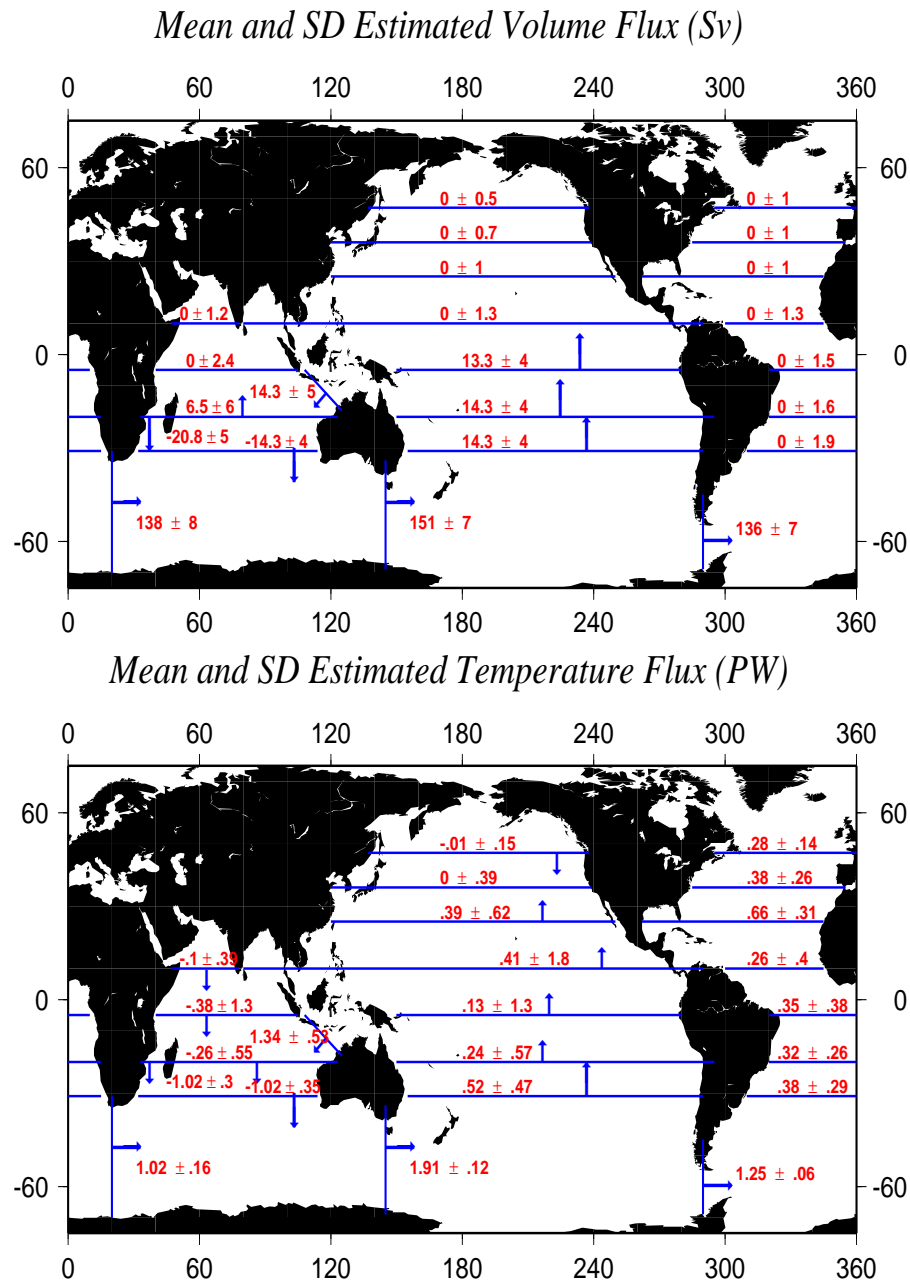 Mean and SD Estimated Volume Flux (Sv)
0 60 120 180 240 300 360
60 60
0 ± 0.5 0 ± 1
0 ± 0.7 0 ± 1
0 ± 1 0 ± 1
0 ± 1.2 0 ± 1.3 0 ± 1.3
0 0
0 ± 2.4 13.3 ± 4 0 ± 1.5
14.3 ± 5
6.5 ± 6 14.3 ± 4 0 ± 1.6
-20.8 ± 5 -14.3 ± 4 14.3 ± 4 0 ± 1.9
138 ± 8 151 ± 7 136 ± 7
-60 -60
0 60 120 180 240 300 360
Mean and SD Estimated Temperature Flux (PW)
0 60 120 180 240 300 360
60 60
-.01 ± .15 .28 ± .14
0 ± .39 .38 ± .26
.39 ± .62 .66 ± .31
-.1 ± .39 .41 ± 1.8 .26 ± .4
0 0
-.38 ± 1.3 .13 ± 1.3 .35 ± .38
1.34 ± .53
-.26 ± .55 .24 ± .57 .32 ± .26
-1.02 ± .3 -1.02 ± .35 .52 ± .47 .38 ± .29
1.02 ± .16 1.91 ± .12 1.25 ± .06
-60 -60
0 60 120 180 240 300 360